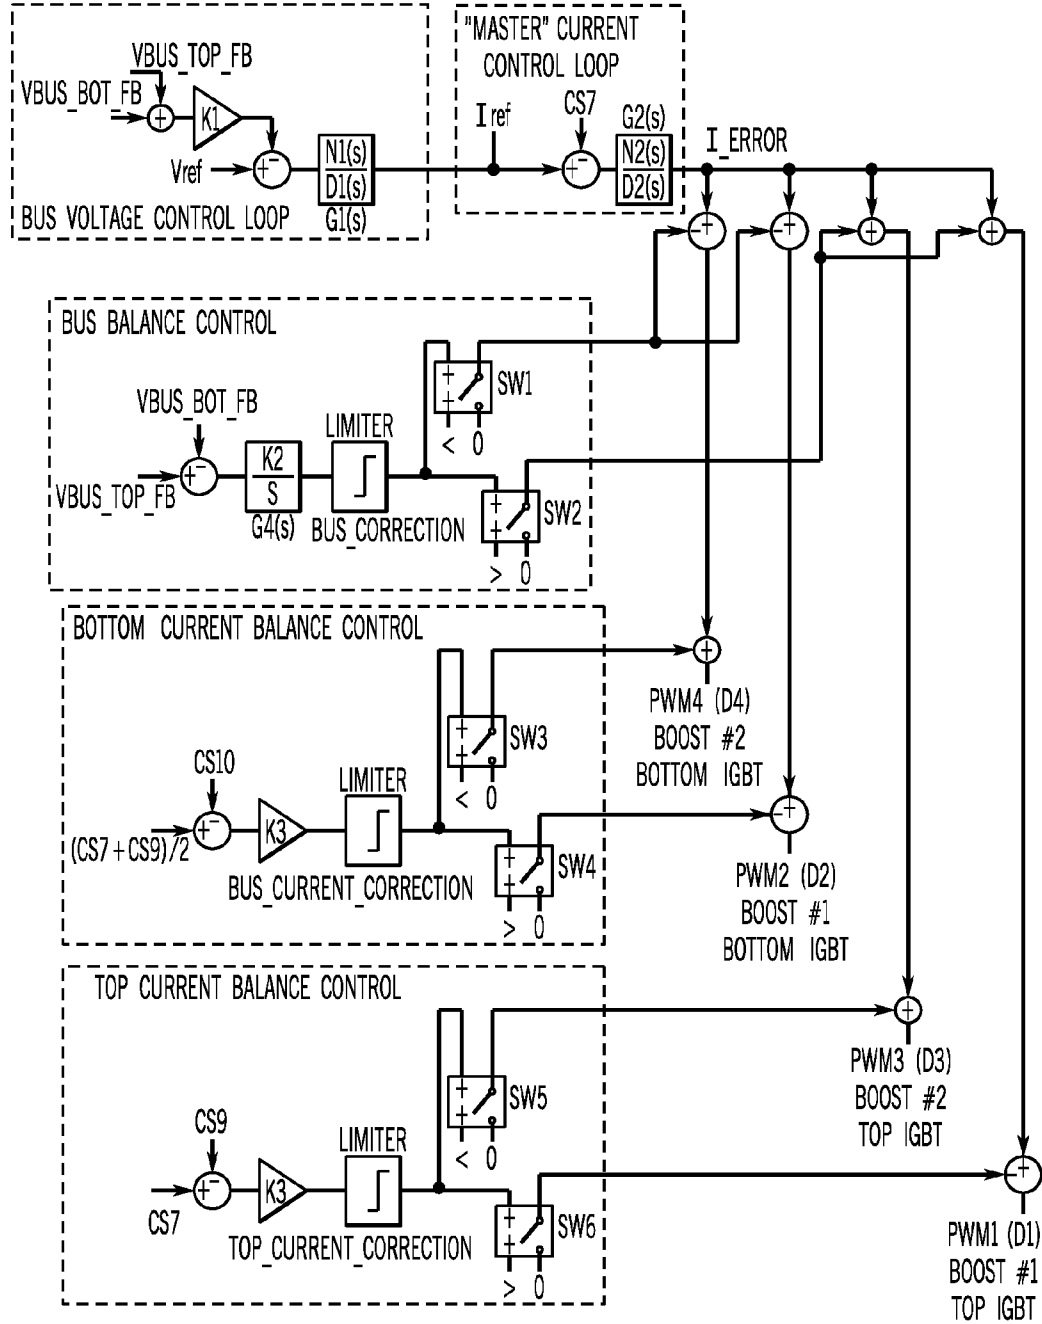 "MASTER" CURRENT
CONTROL LOOP
VBUS_TOP_FB
VBUS_BOT_FB
K1
Vref
+
-
N1(s)
D1(s)
G1(s)
BUS VOLTAGE CONTROL LOOP
Iref
CS7
G2(s)
N2(s)
D2(s)
I_ERROR
BUS BALANCE CONTROL
VBUS_BOT_FB
VBUS_TOP_FB
K2
S
G4(s)
LIMITER
BUS_CORRECTION
SW1
< 0
SW2
> 0
BOTTOM CURRENT BALANCE CONTROL
CS10
(CS7+CS9)/2
K3
LIMITER
BUS_CURRENT_CORRECTION
SW3
< 0
SW4
> 0
PWM4 (D4)
BOOST #2
BOTTOM IGBT
PWM2 (D2)
BOOST #1
BOTTOM IGBT
TOP CURRENT BALANCE CONTROL
CS9
CS7
K3
LIMITER
TOP_CURRENT_CORRECTION
SW5
< 0
SW6
> 0
PWM3 (D3)
BOOST #2
TOP IGBT
PWM1 (D1)
BOOST #1
TOP IGBT